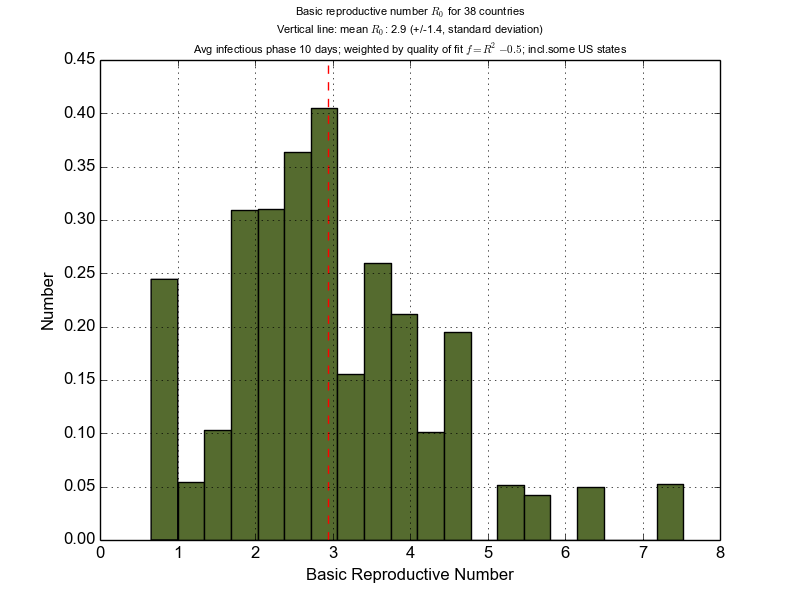 Basic reproductive number R₀ for 38 countries
Vertical line: mean R₀: 2.9 (+/-1.4, standard deviation)
Avg infectious phase 10 days; weighted by quality of fit f=R² −0.5; incl.some US states
0.45
0.40
0.35
0.30
0.25
0.20
0.15
0.10
0.05
0.00
Number
0 1 2 3 4 5 6 7 8
Basic Reproductive Number